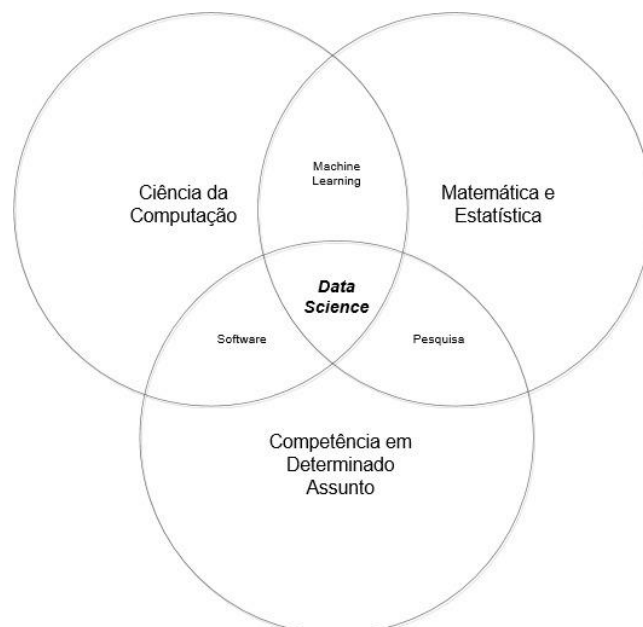 Machine
Learning
Ciência da
Computação
Matemática e
Estatística
Data
Science
Software
Pesquisa
Competência em
Determinado
Assunto